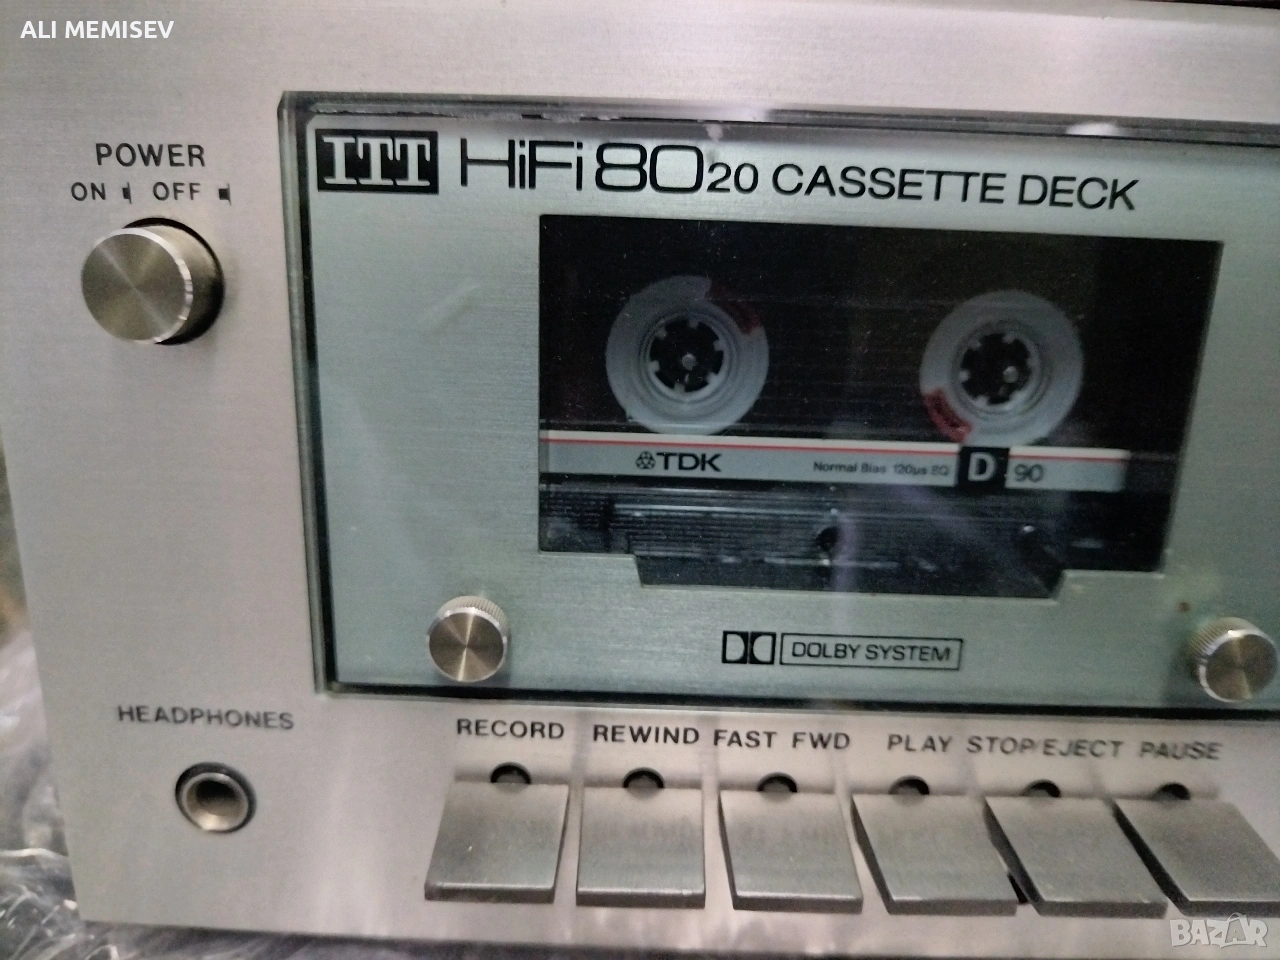 ALI MEMISEV
POWER
ON OFF
ITT HiFi 8020 CASSETTE DECK
TDK Normal Bias 120µs EQ D 90
DOLBY SYSTEM
HEADPHONES
RECORD REWIND FAST FWD PLAY STOP/EJECT PAUSE
BAZAR